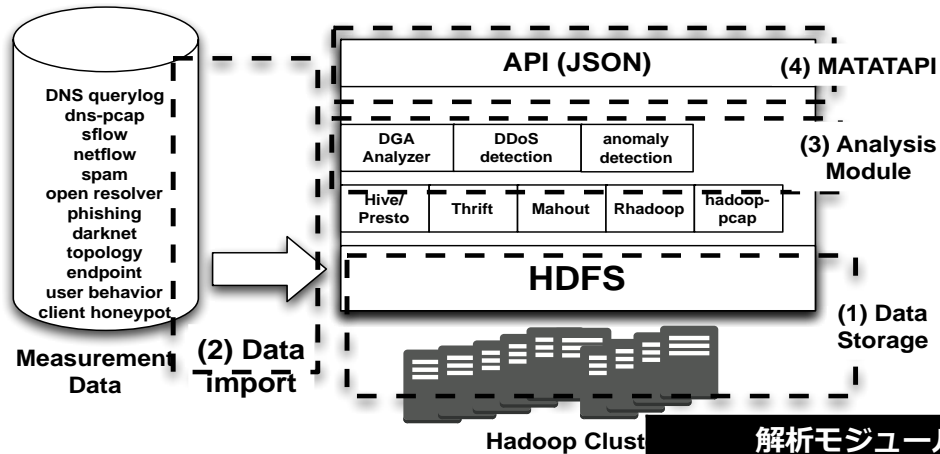 DNS querylog
dns-pcap
sflow
netflow
spam
open resolver
phishing
darknet
topology
endpoint
user behavior
client honeypot
Measurement
Data
(2) Data
import
API (JSON)
(4) MATATAPI
DGA
Analyzer
DDoS
detection
anomaly
detection
(3) Analysis
Module
Hive/
Presto
Thrift
Mahout
Rhadoop
hadoop-
pcap
HDFS
(1) Data
Storage
Hadoop Clust
解析モジュール